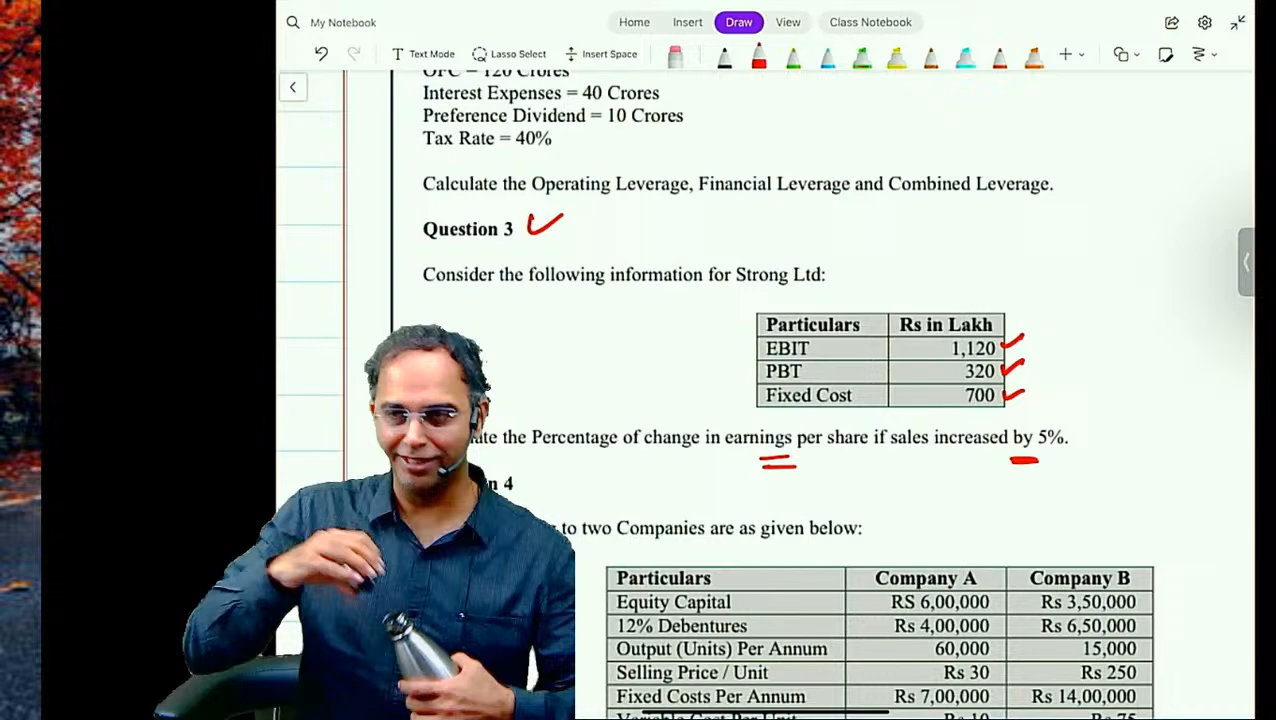 My Notebook
Home Insert Draw View Class Notebook
Text Mode Lasso Select Insert Space
= 120 Crores
Interest Expenses = 40 Crores
Preference Dividend = 10 Crores
Tax Rate = 40%
Calculate the Operating Leverage, Financial Leverage and Combined Leverage.
Question 3
Consider the following information for Strong Ltd:
Particulars Rs in Lakh
EBIT 1,120
PBT 320
Fixed Cost 700
the Percentage of change in earnings per share if sales increased by 5%.
4
to two Companies are as given below:
Particulars Company A Company B
Equity Capital RS 6,00,000 Rs 3,50,000
12% Debentures Rs 4,00,000 Rs 6,50,000
Output (Units) Per Annum 60,000 15,000
Selling Price / Unit Rs 30 Rs 250
Fixed Costs Per Annum Rs 7,00,000 Rs 14,00,000